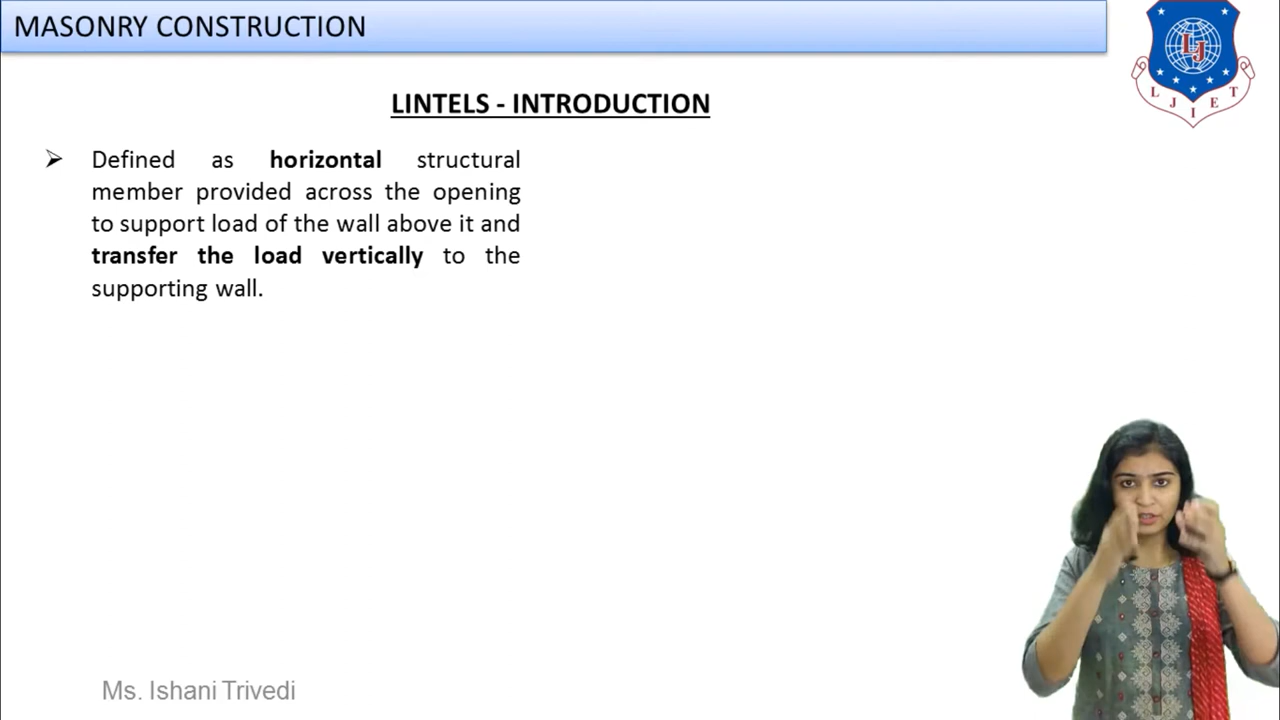 MASONRY CONSTRUCTION
LJ
L J I E T
LINTELS - INTRODUCTION
➢ Defined as horizontal structural
member provided across the opening
to support load of the wall above it and
transfer the load vertically to the
supporting wall.
Ms. Ishani Trivedi